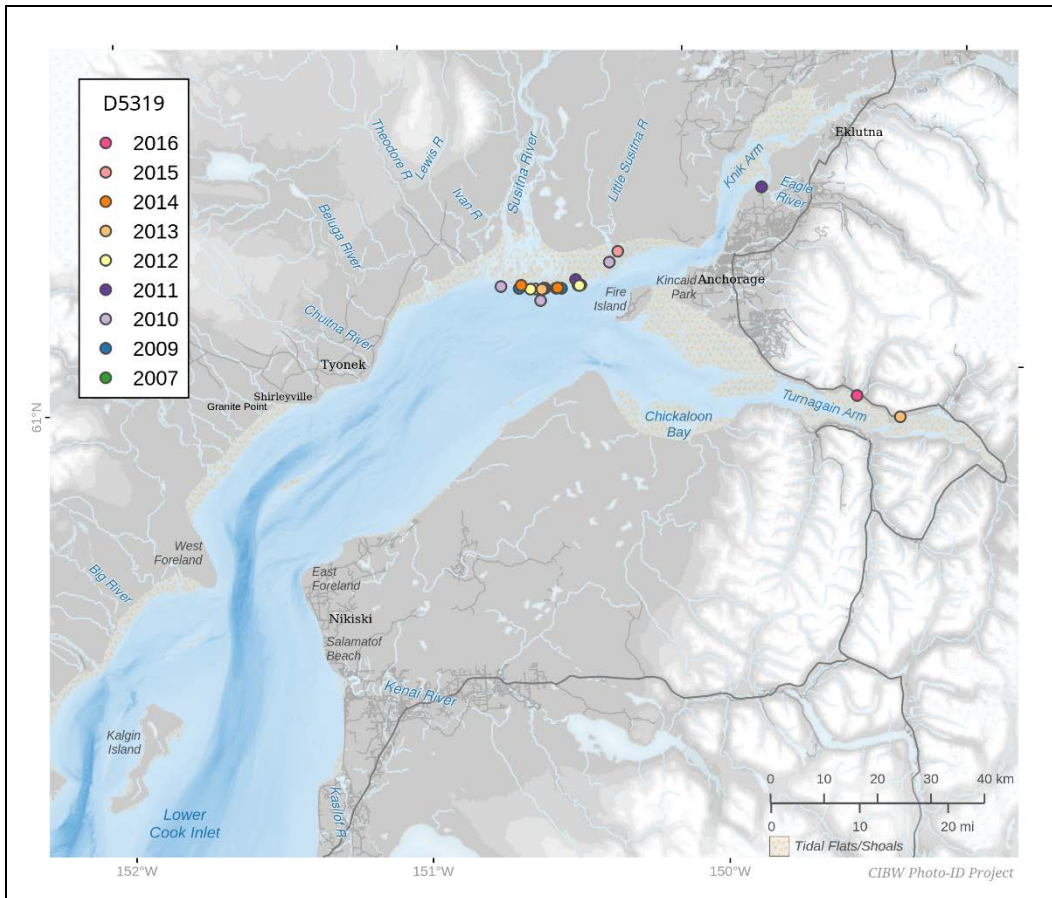 D5319
2016
2015
2014
2013
2012
2011
2010
2009
2007
Theodore R
Lewis R
Ivan R
Susitna River
Little Susitna R
Beluga River
Chuitna River
Knik Arm
Eklutna
Eagle
River
Anchorage
Kincaid
Park
Fire
Island
Tyonek
Shirleyville
Granite Point
Chickaloon
Bay
Turnagain Arm
61°N
West
Foreland
East
Foreland
Big River
Nikiski
Salamatof
Beach
Kenai River
Kalgin
Island
Kasilof R
Lower
Cook Inlet
0 10 20 30 40 km
0 10 20 mi
Tidal Flats/Shoals
CIBW Photo-ID Project
152°W 151°W 150°W